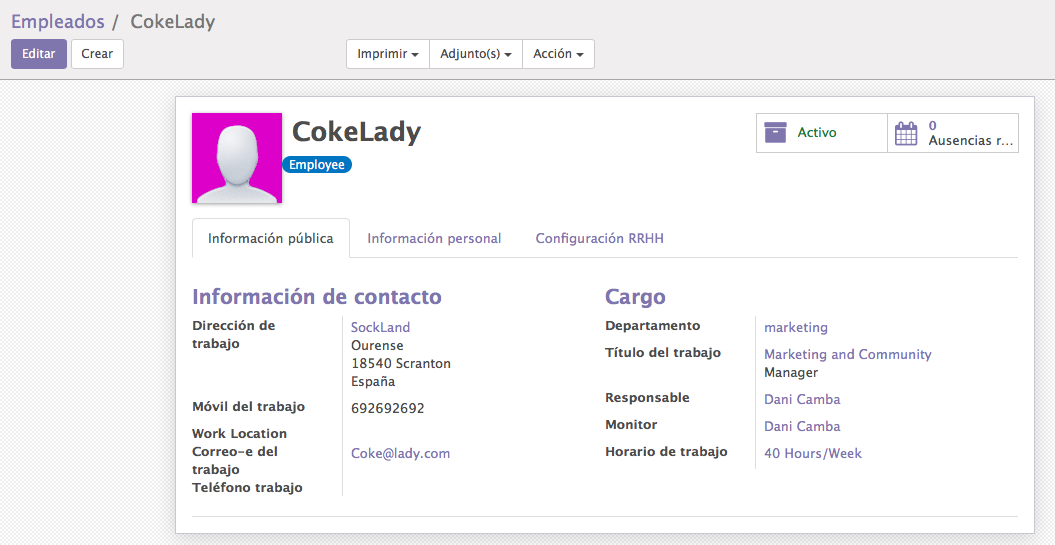 Empleados / CokeLady
Editar Crear Imprimir Adjunto(s) Acción
CokeLady
Employee
Activo
0
Ausencias r...
Información pública Información personal Configuración RRHH
Información de contacto
Dirección de
trabajo
SockLand
Ourense
18540 Scranton
España
Móvil del trabajo 692692692
Work Location
Correo-e del
trabajo
Coke@lady.com
Teléfono trabajo
Cargo
Departamento marketing
Título del trabajo Marketing and Community
Manager
Responsable Dani Camba
Monitor Dani Camba
Horario de trabajo 40 Hours/Week